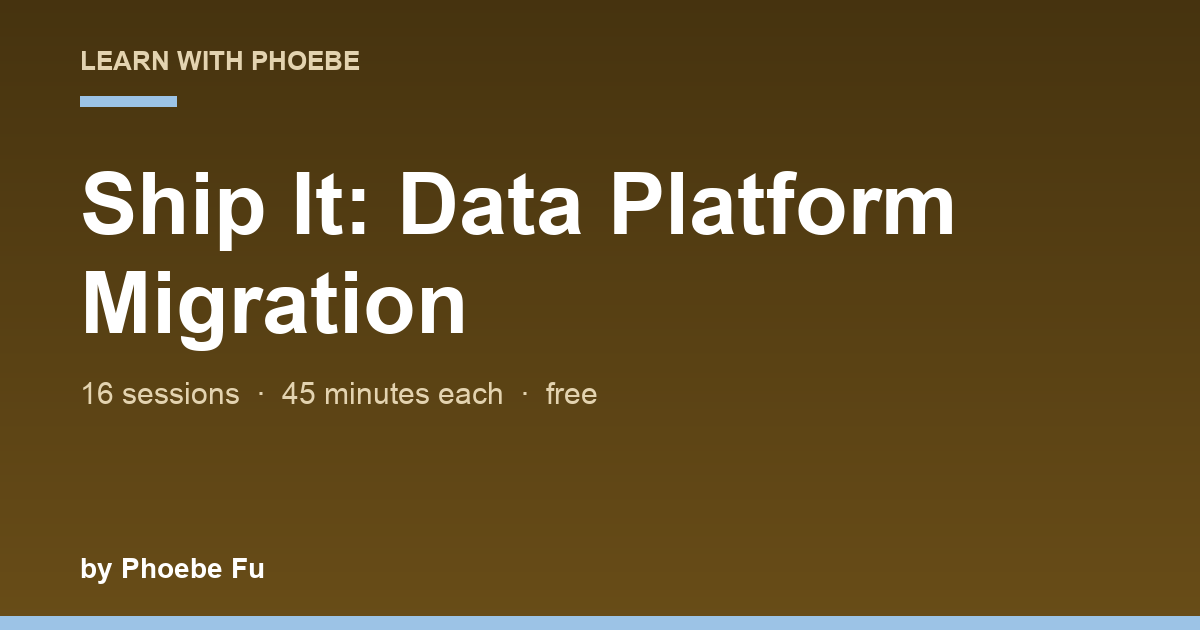 LEARN WITH PHOEBE
Ship It: Data Platform
Migration
16 sessions · 45 minutes each · free
by Phoebe Fu